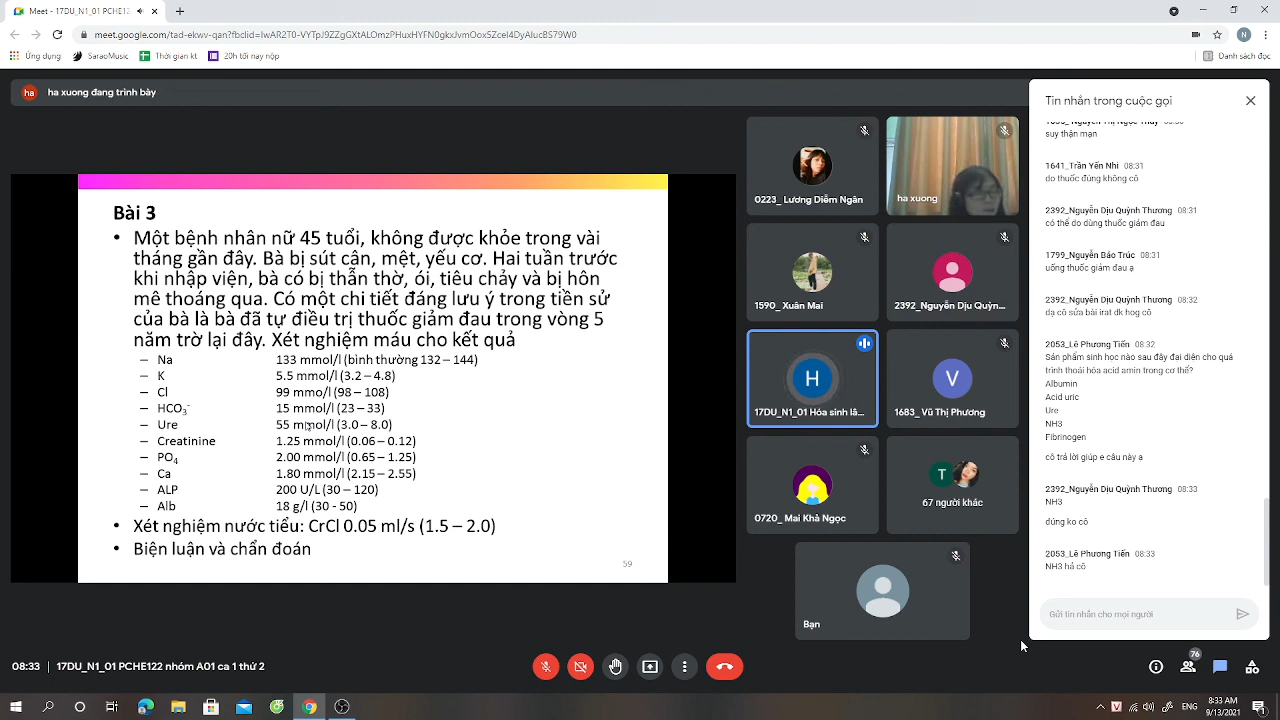 Meet - 17DU_N1_01 PCHE12
meet.google.com/tad-ekwv-qan?fbclid=IwAR2T0-VYTpJ9ZZgGXtALOmzPHuxHYFN0gkxJvmOoxSZceI4DyAIucBS79W0
Ứng dụng
SaraoMusic
Thời gian kt
20h tối nay nộp
Danh sách đọc
ha xuong đang trình bày
Bài 3
• Một bệnh nhân nữ 45 tuổi, không được khỏe trong vài
tháng gần đây. Bà bị sút cân, mệt, yếu cơ. Hai tuần trước
khi nhập viện, bà có bị thẫn thờ, ói, tiêu chảy và bị hôn
mê thoáng qua. Có một chi tiết đáng lưu ý trong tiền sử
của bà là bà đã tự điều trị thuốc giảm đau trong vòng 5
năm trở lại đây. Xét nghiệm máu cho kết quả
– Na 133 mmol/l (bình thường 132 – 144)
– K 5.5 mmol/l (3.2 – 4.8)
– Cl 99 mmo/l (98 – 108)
– HCO3- 15 mmol/l (23 – 33)
– Ure 55 mmol/l (3.0 – 8.0)
– Creatinine 1.25 mmol/l (0.06 – 0.12)
– PO4 2.00 mmol/l (0.65 – 1.25)
– Ca 1.80 mmol/l (2.15 – 2.55)
– ALP 200 U/L (30 – 120)
– Alb 18 g/l (30 - 50)
• Xét nghiệm nước tiểu: CrCl 0.05 ml/s (1.5 – 2.0)
• Biện luận và chẩn đoán
59
0223_ Lương Diễm Ngân
ha xuong
1590_ Xuân Mai
2392_Nguyễn Dịu Quỳn...
17DU_N1_01 Hóa sinh lâ...
1683_ Vũ Thị Phương
0720_ Mai Khả Ngọc
67 người khác
Bạn
Tin nhắn trong cuộc gọi
suy thận mạn
1641_Trần Yến Nhi 08:31
do thuốc đúng không cô
2392_Nguyễn Dịu Quỳnh Thương 08:31
có thể do dùng thuốc giảm đau
1799_Nguyễn Bảo Trúc 08:31
uống thuốc giảm đau ạ
2392_Nguyễn Dịu Quỳnh Thương 08:32
dạ cô sửa bài irat dk hog cô
2053_Lê Phương Tiến 08:32
Sản phẩm sinh học nào sau đây đại diện cho quá
trình thoái hóa acid amin trong cơ thể?
Albumin
Acid uric
Ure
NH3
Fibrinogen
cô trả lời giúp e câu này ạ
2392_Nguyễn Dịu Quỳnh Thương 08:33
NH3
đúng ko cô
2053_Lê Phương Tiến 08:33
NH3 hả cô
Gửi tin nhắn cho mọi người
08:33 | 17DU_N1_01 PCHE122 nhóm A01 ca 1 thứ 2
76
8:33 AM
9/13/2021